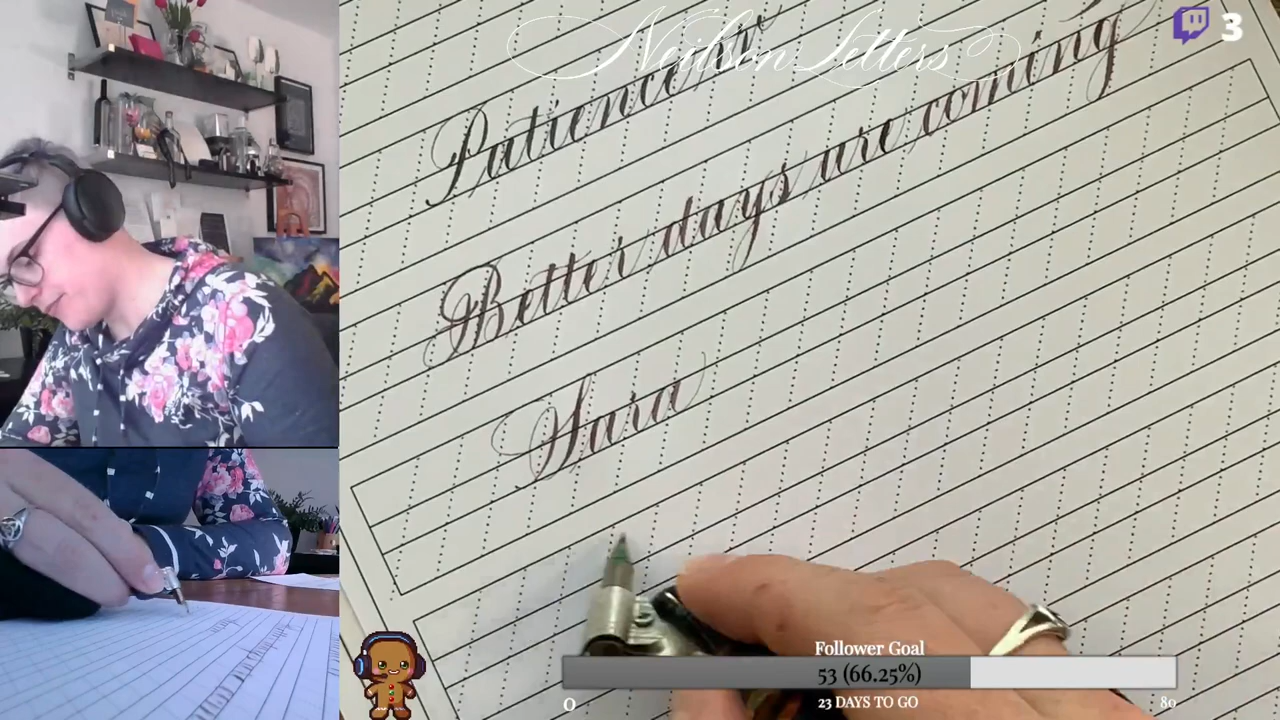 Neilson Letters
3
Patience
Better days are coming
Sara
Follower Goal
53 (66.25%)
0 23 DAYS TO GO 80